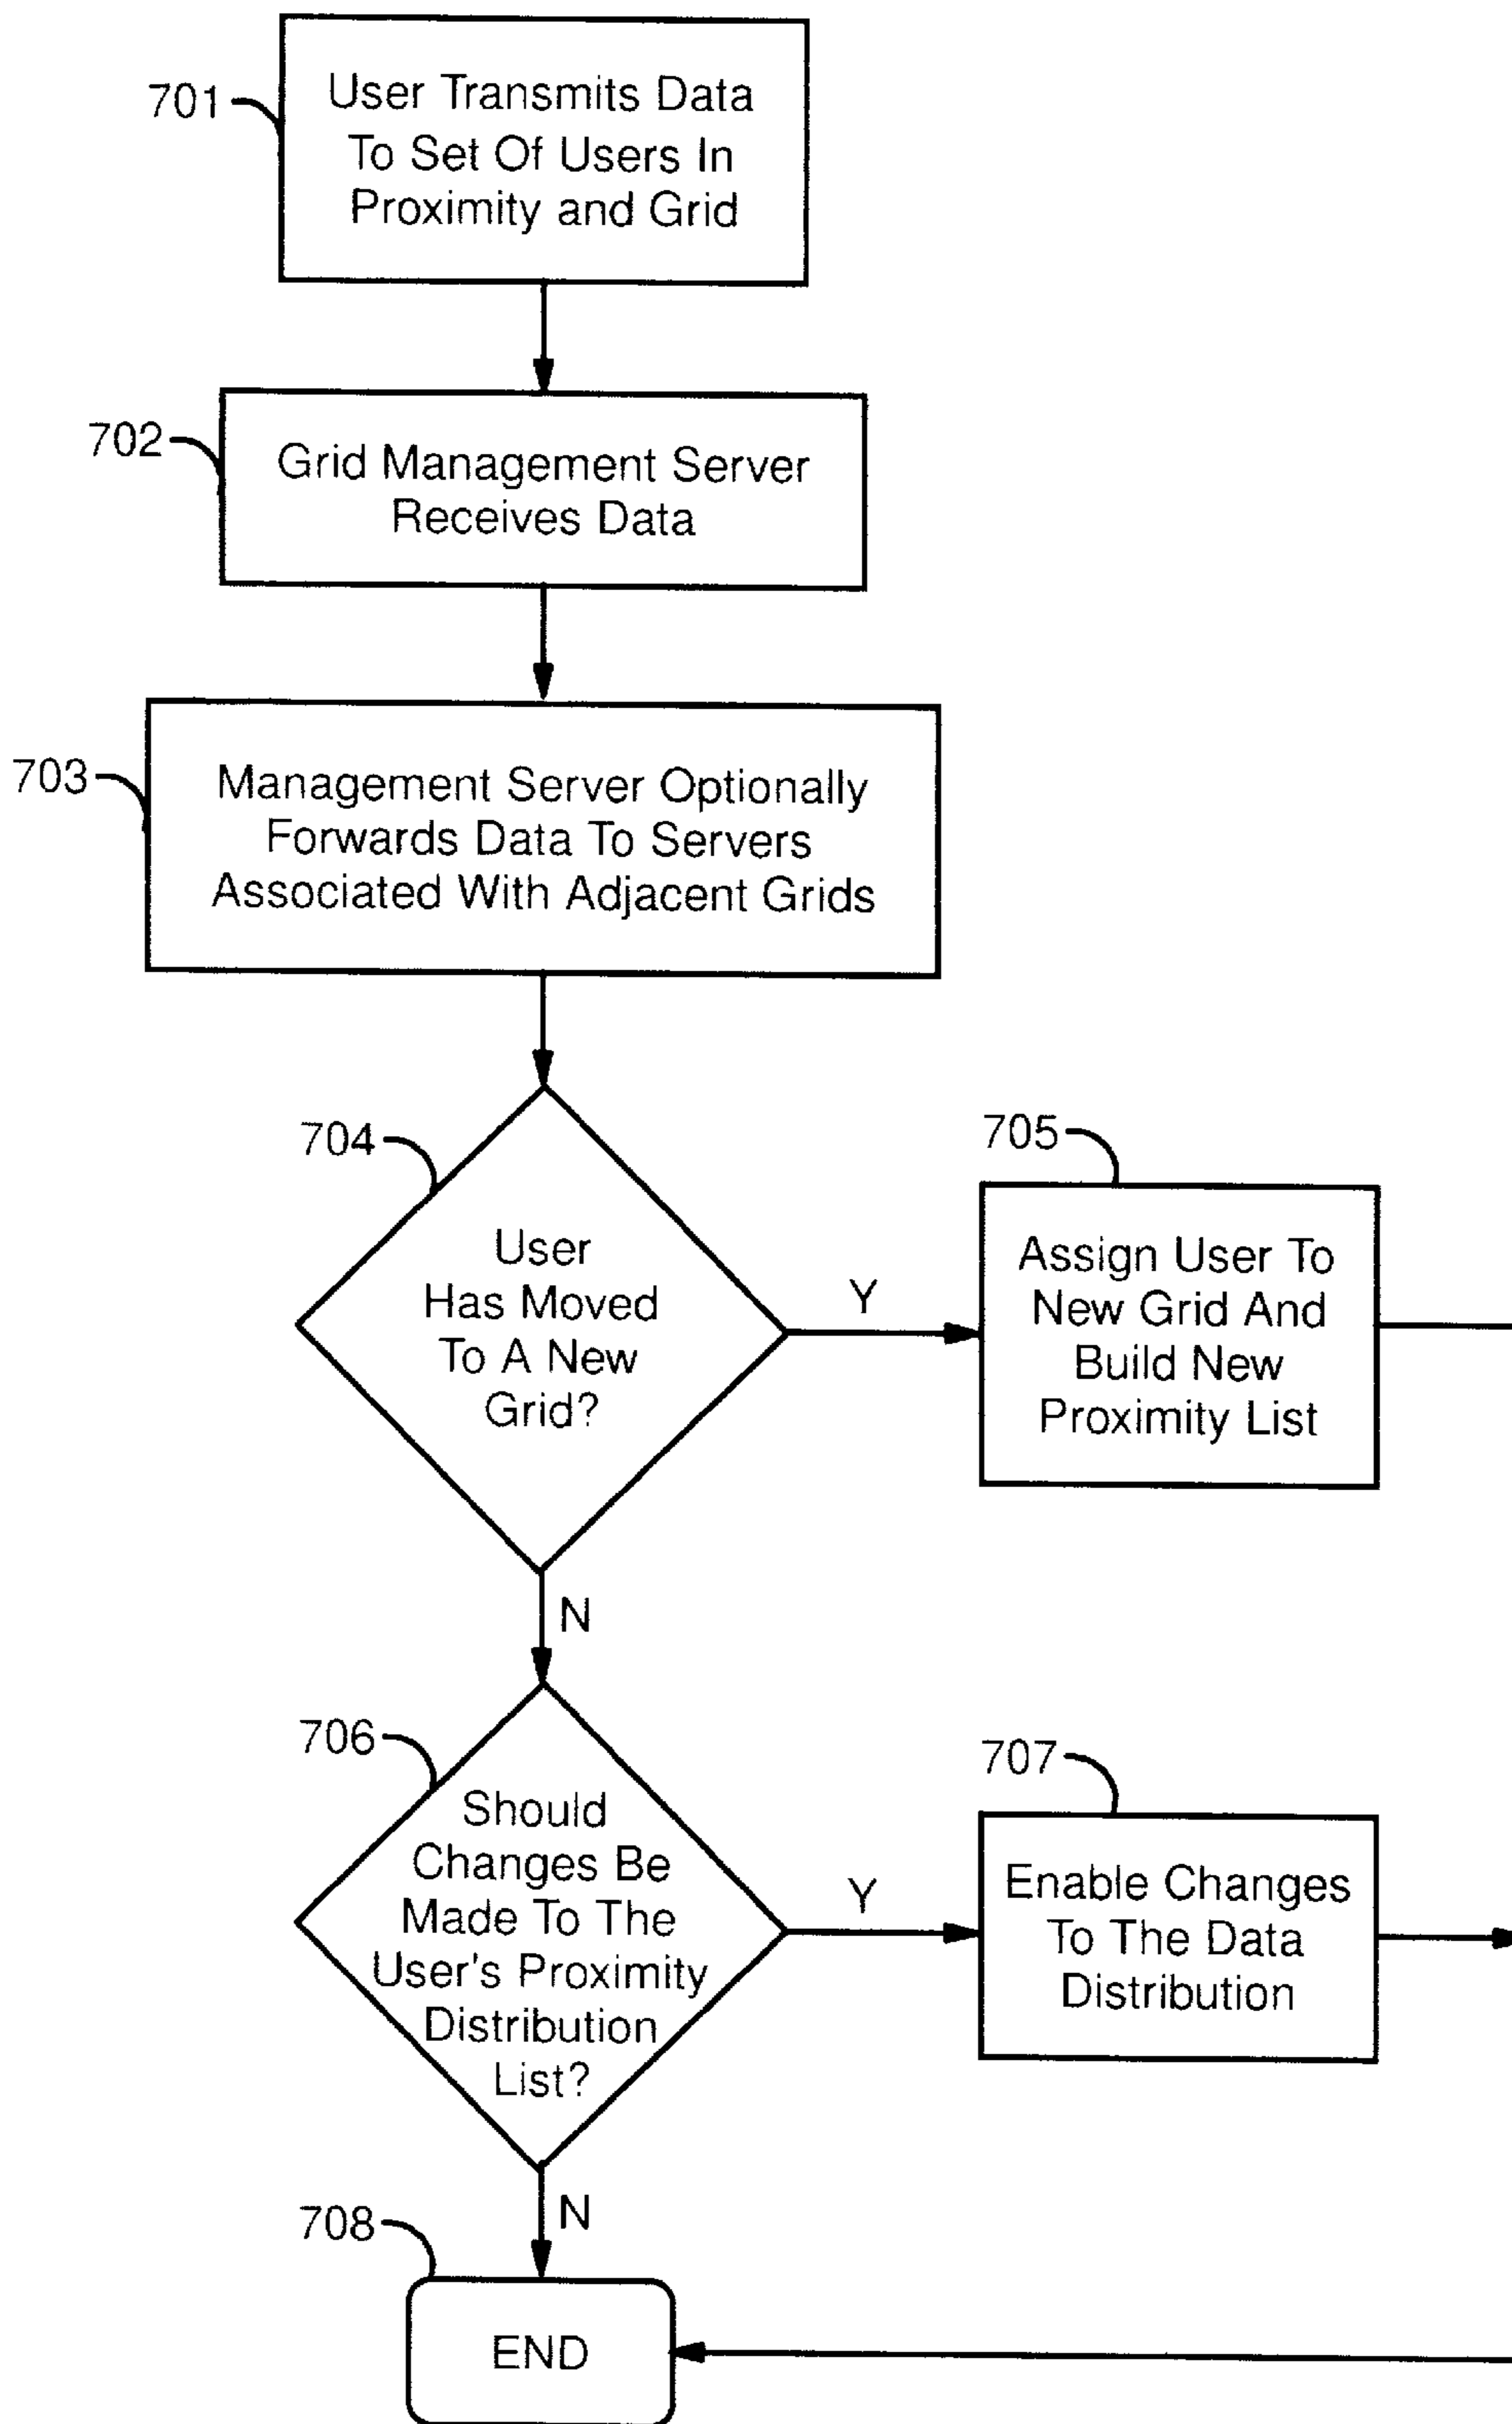 701
User Transmits Data
To Set Of Users In
Proximity and Grid
702
Grid Management Server
Receives Data
703
Management Server Optionally
Forwards Data To Servers
Associated With Adjacent Grids
704
User
Has Moved
To A New
Grid?
Y
705
Assign User To
New Grid And
Build New
Proximity List
N
706
Should
Changes Be
Made To The
User's Proximity
Distribution
List?
Y
707
Enable Changes
To The Data
Distribution
N
708
END